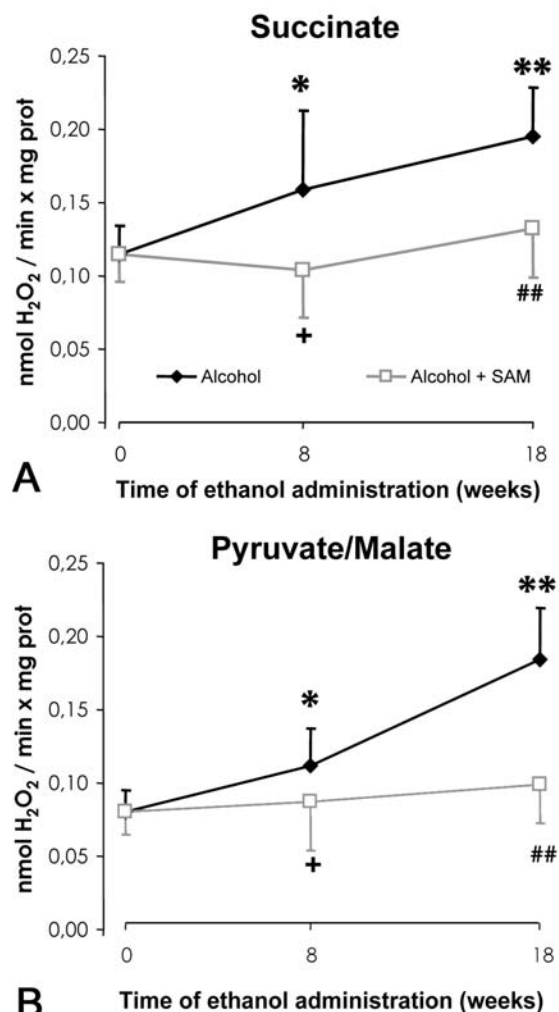 Succinate
nmol H₂O₂ / min x mg prot
0,25
0,20
0,15
0,10
0,05
0,00
*
**
+
##
Alcohol
Alcohol + SAM
0
8
18
A
Time of ethanol administration (weeks)
Pyruvate/Malate
nmol H₂O₂ / min x mg prot
0,25
0,20
0,15
0,10
0,05
0,00
*
**
+
##
0
8
18
B
Time of ethanol administration (weeks)